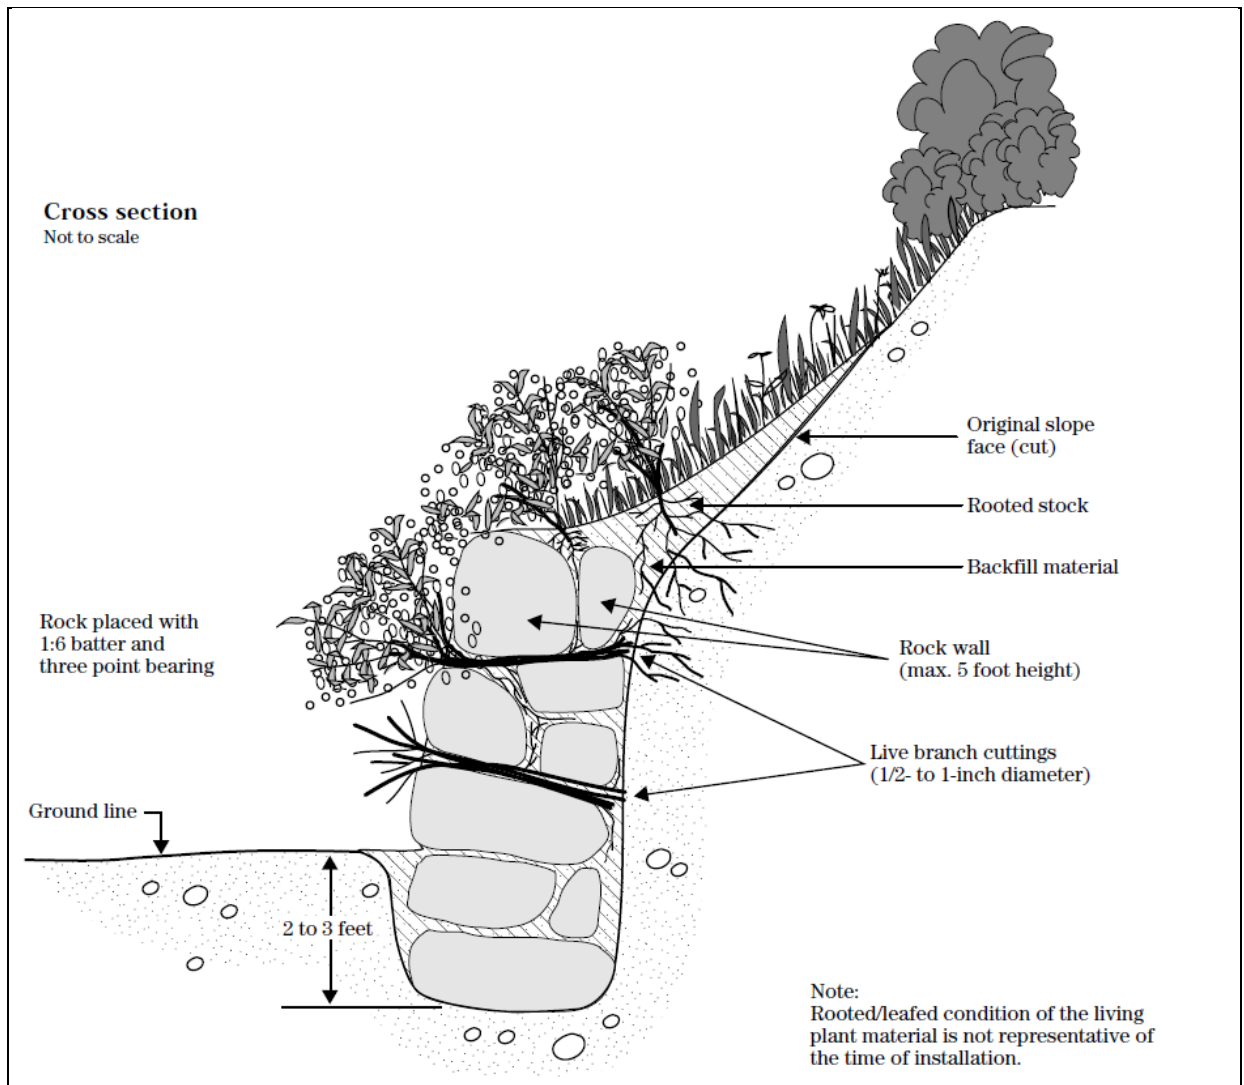 Cross section
Not to scale
Original slope
face (cut)
Rooted stock
Backfill material
Rock placed with
1:6 batter and
three point bearing
Rock wall
(max. 5 foot height)
Live branch cuttings
(1/2- to 1-inch diameter)
Ground line
2 to 3 feet
Note:
Rooted/leafed condition of the living
plant material is not representative of
the time of installation.